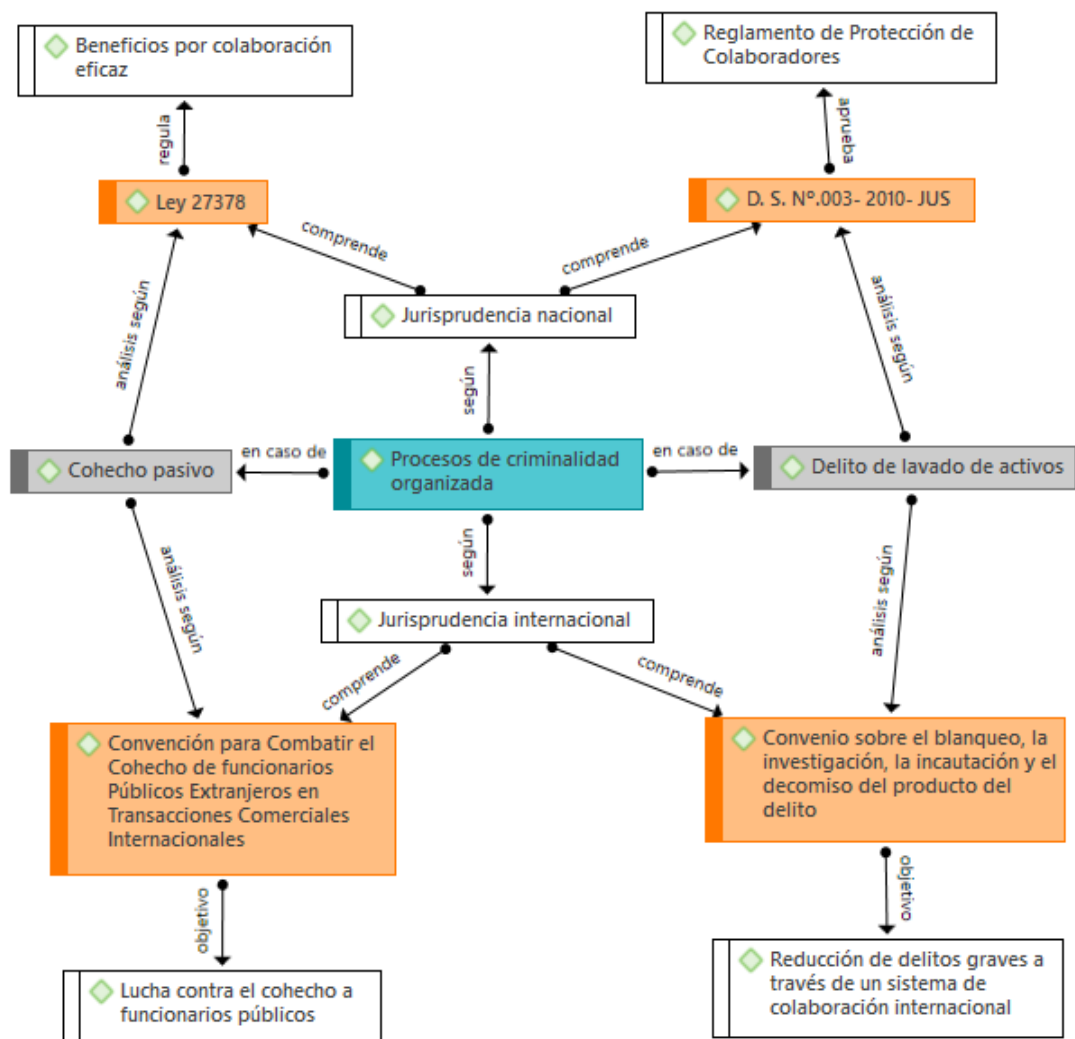 Beneficios por colaboración
eficaz
Reglamento de Protección de
Colaboradores
regula
aprueba
Ley 27378
D. S. Nº.003- 2010- JUS
comprende
comprende
análisis según
análisis según
Jurisprudencia nacional
según
Cohecho pasivo
en caso de
Procesos de criminalidad
organizada
en caso de
Delito de lavado de activos
análisis según
según
análisis según
Jurisprudencia internacional
comprende
comprende
Convención para Combatir el
Cohecho de funcionarios
Públicos Extranjeros en
Transacciones Comerciales
Internacionales
Convenio sobre el blanqueo, la
investigación, la incautación y el
decomiso del producto del
delito
objetivo
objetivo
Lucha contra el cohecho a
funcionarios públicos
Reducción de delitos graves a
través de un sistema de
colaboración internacional